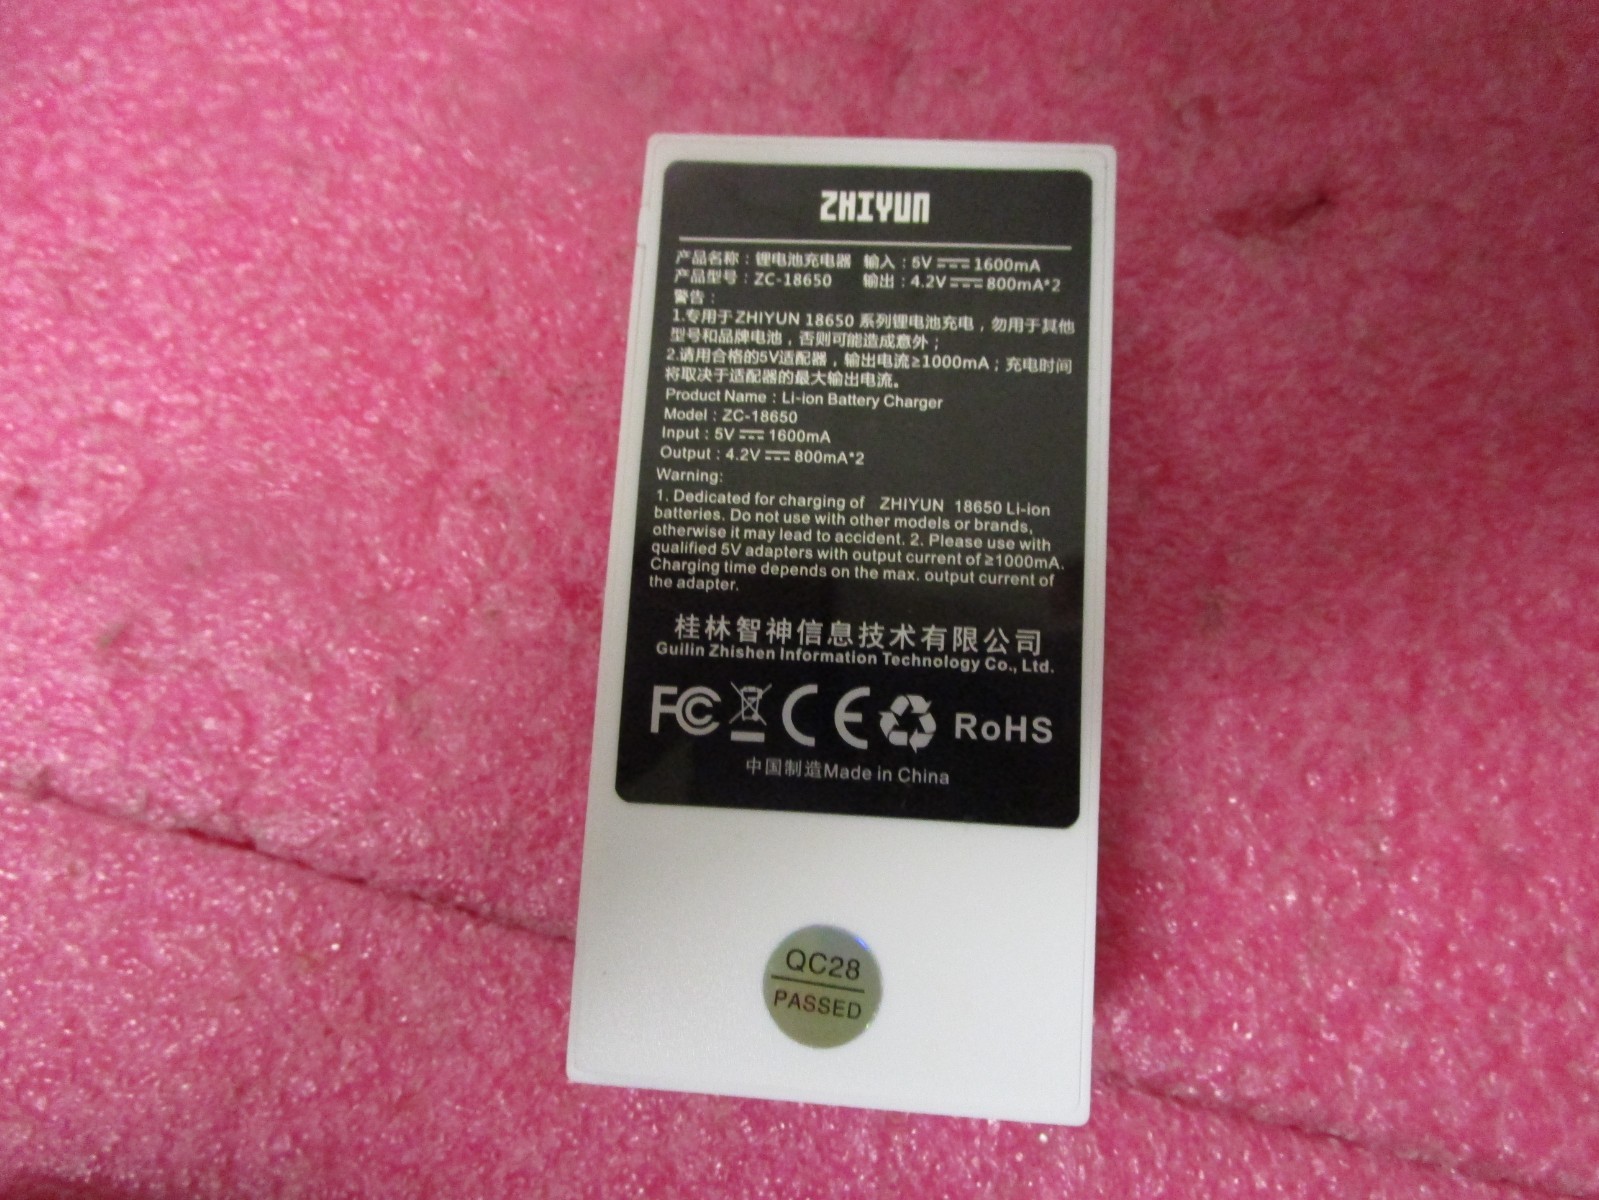 ZHIYUN
产品名称：锂电池充电器 输入：5V 1600mA
产品型号：ZC-18650 输出：4.2V 800mA*2
警告：
1.专用于ZHIYUN 18650 系列锂电池充电，勿用于其他
型号和品牌电池，否则可能造成意外；
2.请用合格的5V适配器，输出电流≥1000mA；充电时间
将取决于适配器的最大输出电流。
Product Name : Li-ion Battery Charger
Model : ZC-18650
Input : 5V 1600mA
Output : 4.2V 800mA*2
Warning:
1. Dedicated for charging of ZHIYUN 18650 Li-ion
batteries. Do not use with other models or brands,
otherwise it may lead to accident. 2. Please use with
qualified 5V adapters with output current of ≥1000mA.
Charging time depends on the max. output current of
the adapter.
桂林智神信息技术有限公司
Guilin Zhishen Information Technology Co., Ltd.
FC CE RoHS
中国制造Made in China
QC28
PASSED